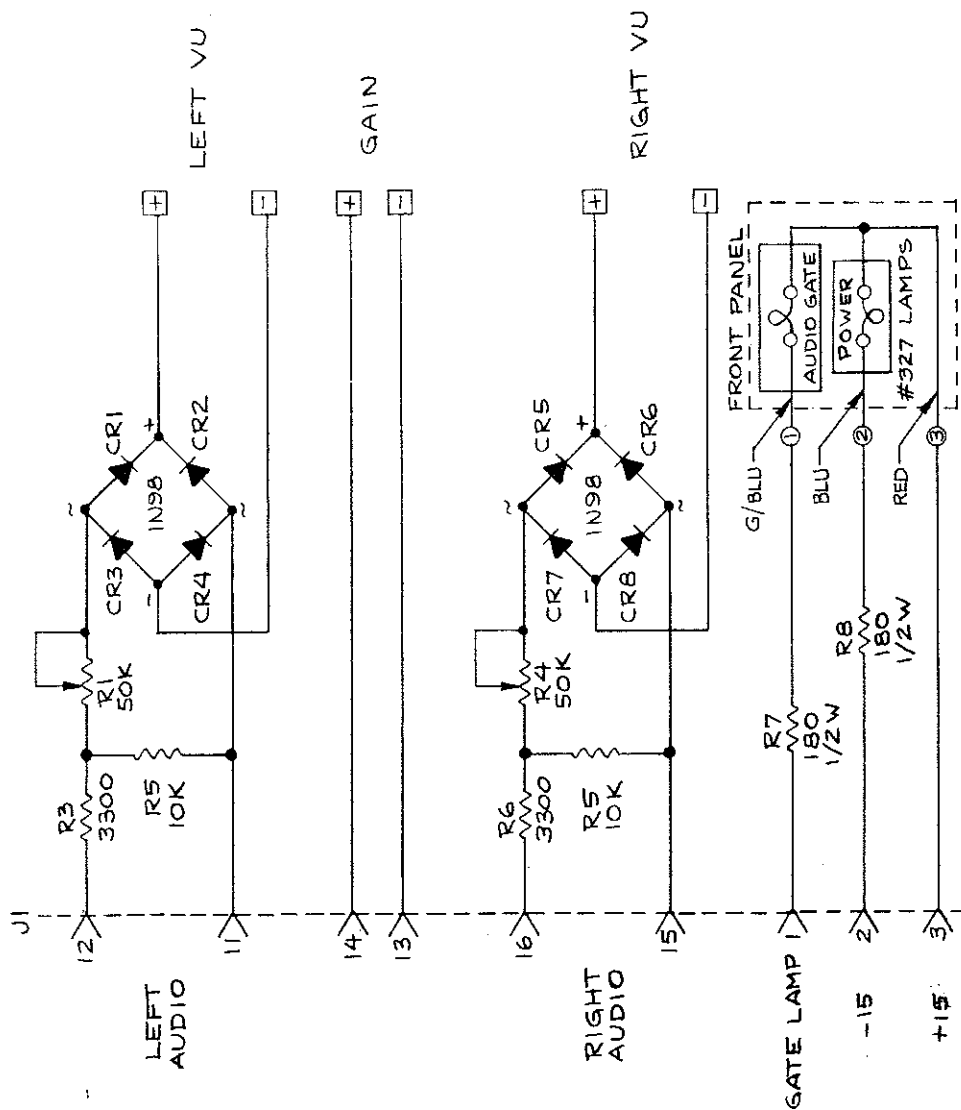 J1
12
R3
3300
R5
10K
R1
50K
~
CR3
CR1
1N98
-
+
CR4
CR2
~
+
LEFT VU
-
11
LEFT
AUDIO
14
+
GAIN
13
-
16
R6
3300
R5
10K
R4
50K
~
CR7
CR5
1N98
-
+
CR8
CR6
~
+
RIGHT VU
-
15
RIGHT
AUDIO
FRONT PANEL
GATE LAMP 1
R7
180
1/2W
1
G/BLU
AUDIO GATE
-15
2
R8
180
1/2W
2
BLU
POWER
#327 LAMPS
+15
3
3
RED